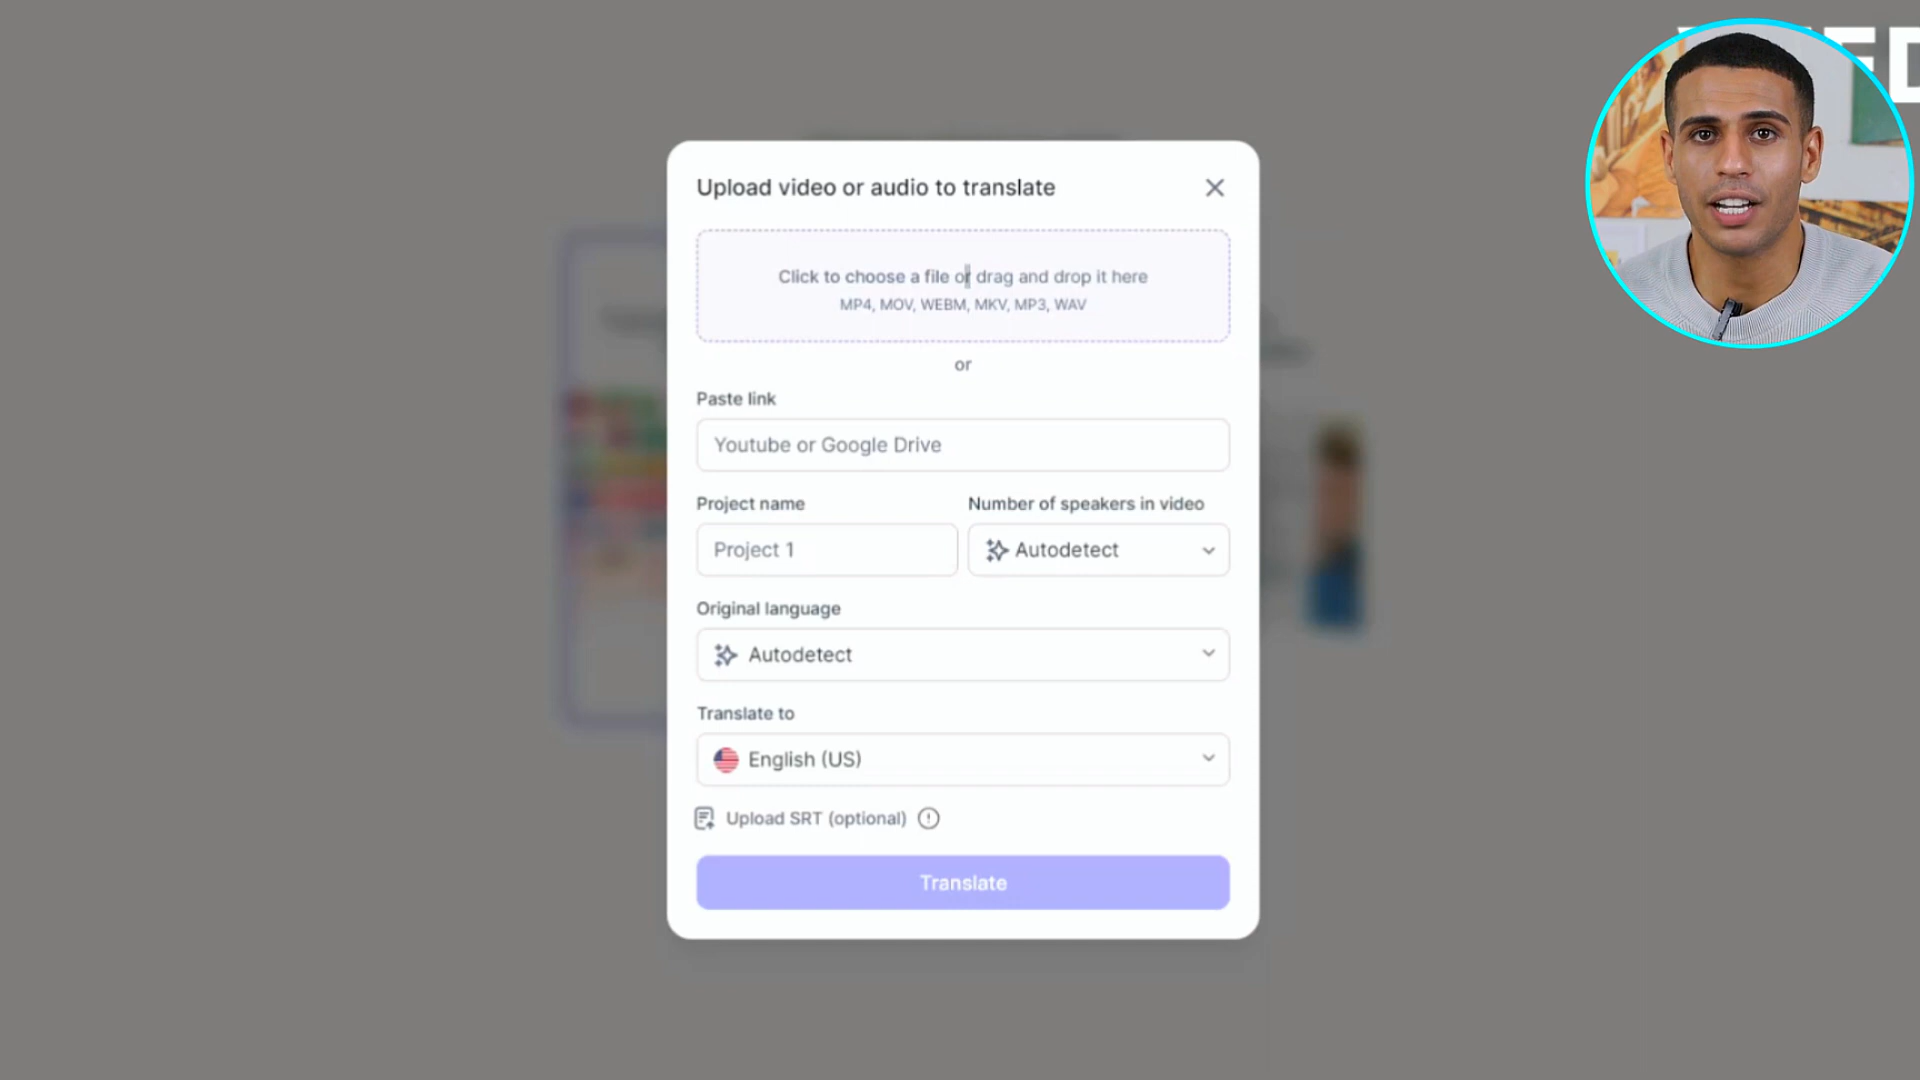 Upload video or audio to translate
Click to choose a file or drag and drop it here
MP4, MOV, WEBM, MKV, MP3, WAV
or
Paste link
Youtube or Google Drive
Project name
Number of speakers in video
Project 1
Autodetect
Original language
Autodetect
Translate to
English (US)
Upload SRT (optional)
Translate